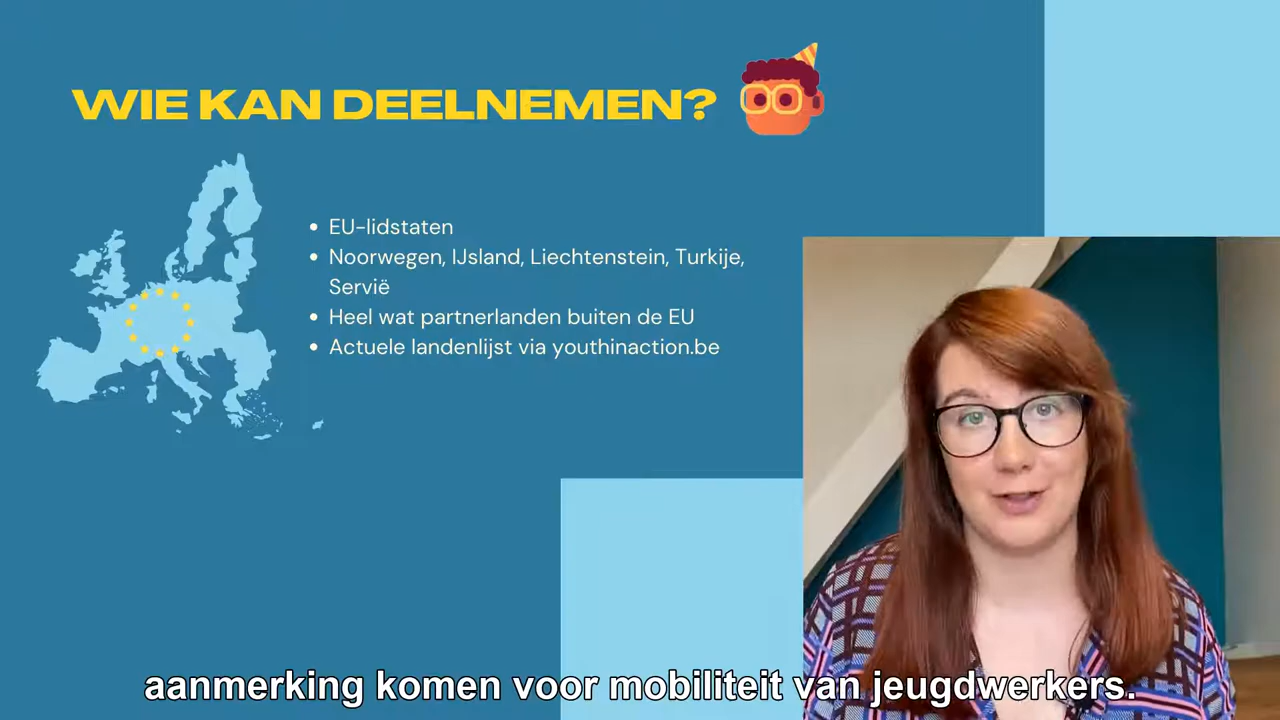 WIE KAN DEELNEMEN?
• EU-lidstaten
• Noorwegen, IJsland, Liechtenstein, Turkije,
Servië
• Heel wat partnerlanden buiten de EU
• Actuele landenlijst via youthinaction.be
aanmerking komen voor mobiliteit van jeugdwerkers.